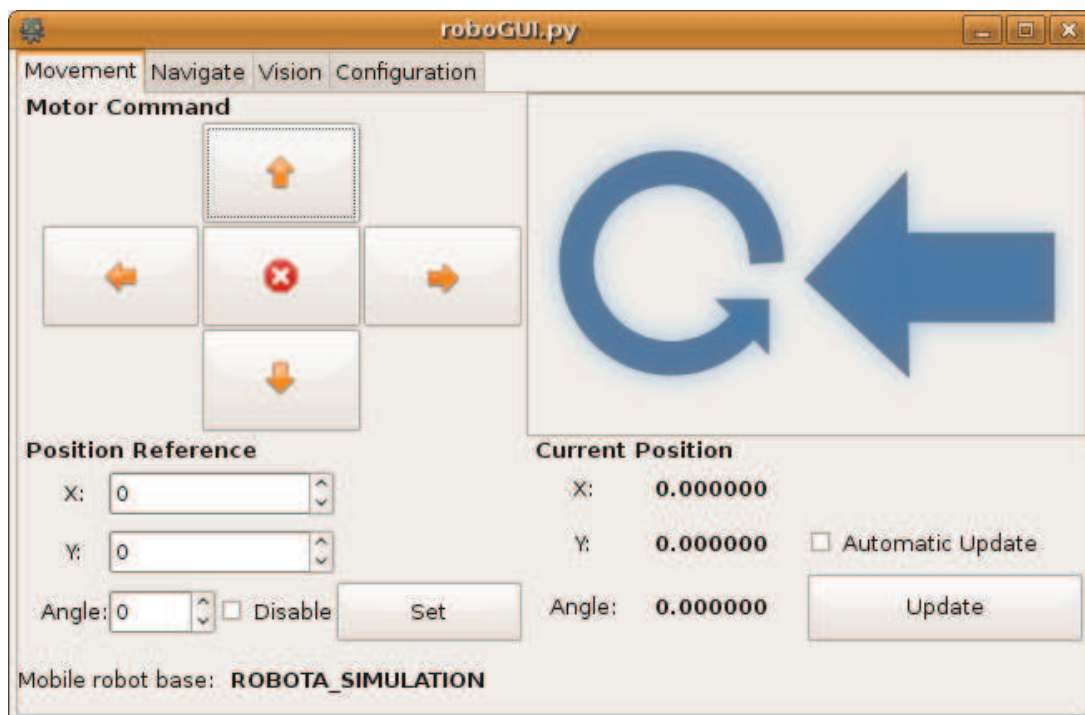 roboGUI.py
Movement Navigate Vision Configuration
Motor Command
Position Reference
X: 0
Y: 0
Angle: 0 Disable Set
Current Position
X: 0.000000
Y: 0.000000 Automatic Update
Angle: 0.000000 Update
Mobile robot base: ROBOTA_SIMULATION